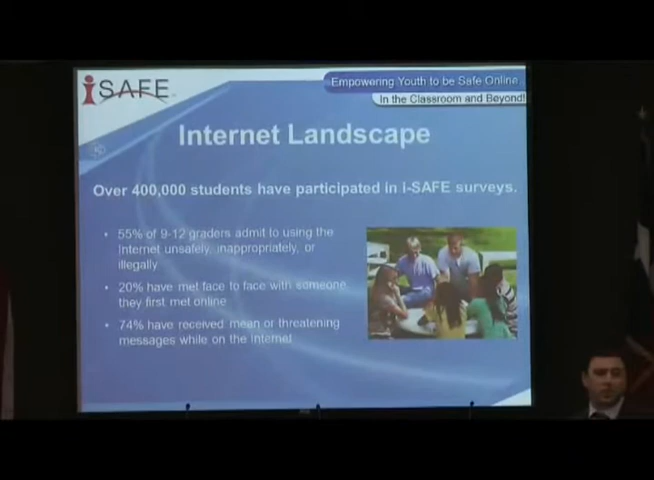 iSAFE
Empowering Youth to be Safe Online...
In the Classroom and Beyond!
Internet Landscape
Over 400,000 students have participated in i-SAFE surveys.
• 55% of 9-12 graders admit to using the
Internet unsafely, inappropriately, or
illegally
• 20% have met face to face with someone
they first met online
• 74% have received mean or threatening
messages while on the Internet